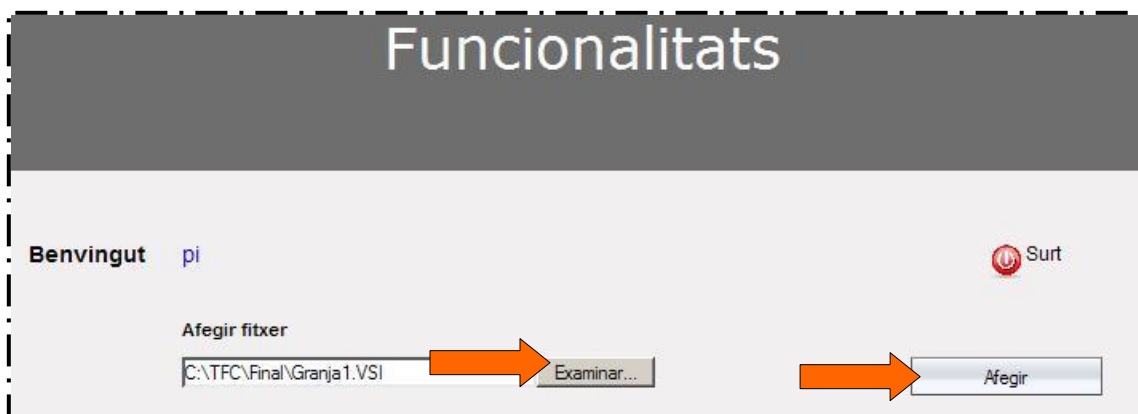 Funcionalitats
Benvingut pi
Surt
Afegir fitxer
C:\TFC\Final\Granja1.VSI
Examinar...
Afegir